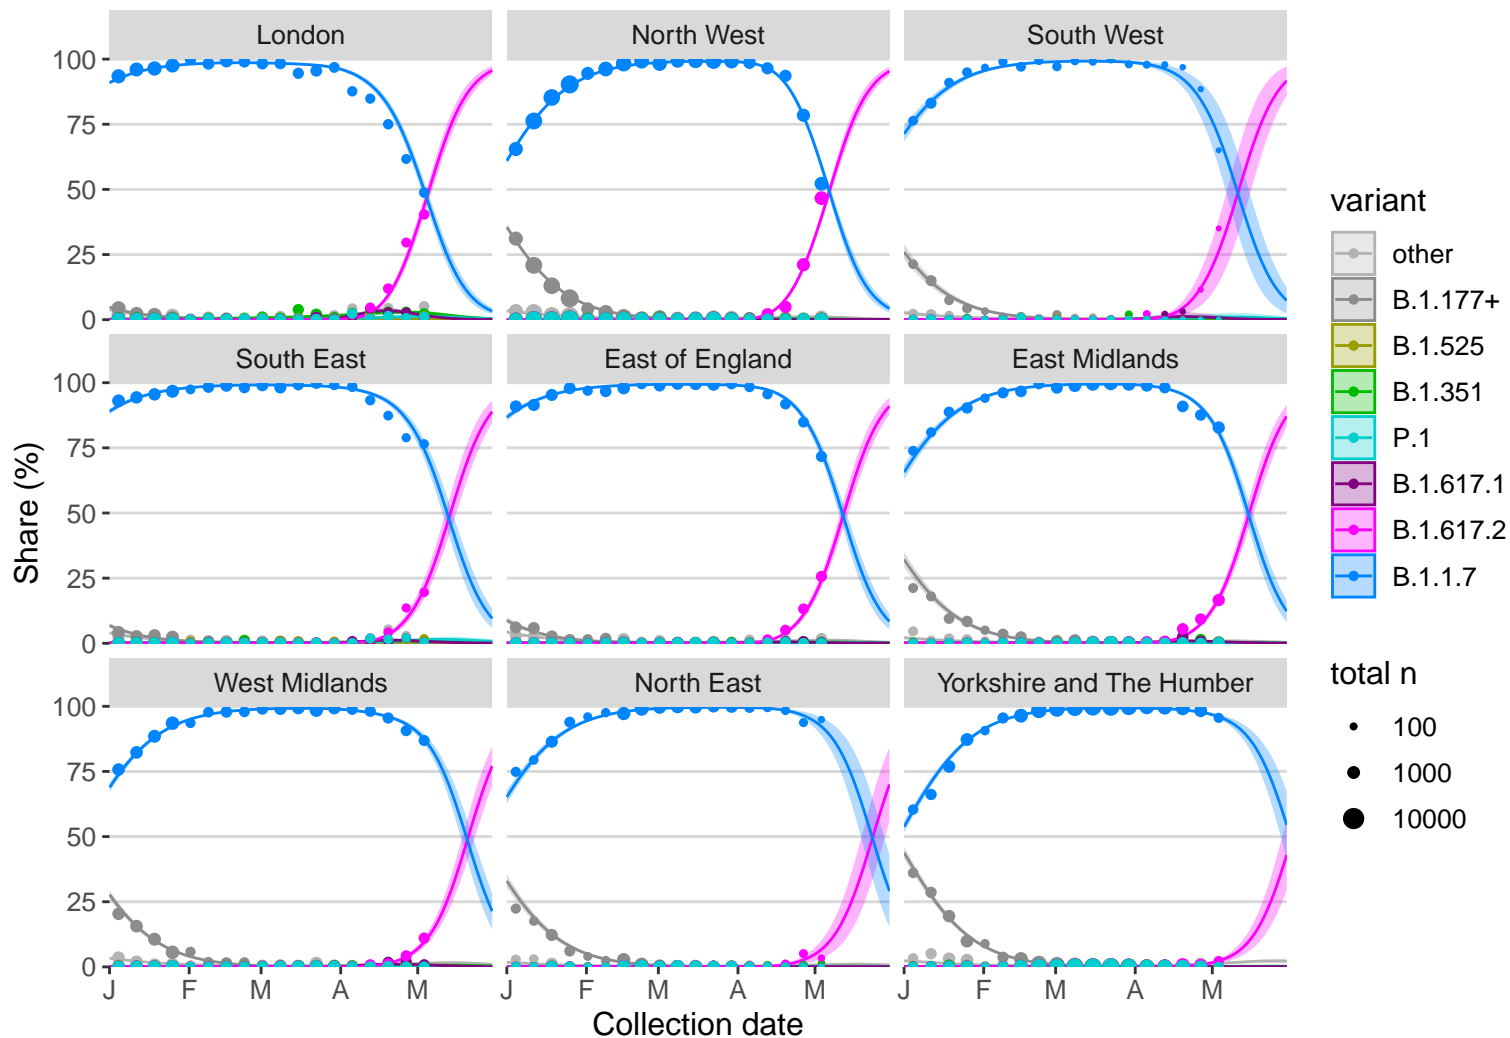 London North West South West
100
75
50
25
0
South East East of England East Midlands
100
75
50
25
0
West Midlands North East Yorkshire and The Humber
100
75
50
25
0
J F M A M J F M A M J F M A M
Collection date
Share (%)
variant
other
B.1.177+
B.1.525
B.1.351
P.1
B.1.617.1
B.1.617.2
B.1.1.7
total n
100
1000
10000